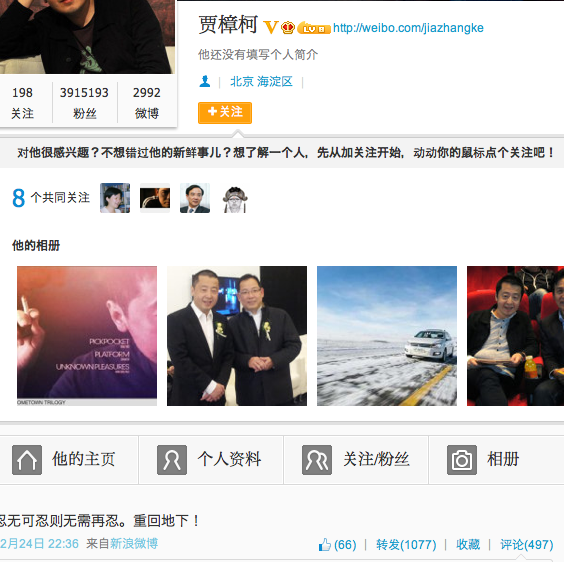 贾樟柯 V LV 8 http://weibo.com/jiazhangke
他还没有填写个人简介
北京 海淀区
+关注
198 3915193 2992
关注 粉丝 微博
对他很感兴趣？不想错过他的新鲜事儿？想了解一个人，先从加关注开始，动动你的鼠标点个关注吧！
8 个共同关注
他的相册
PICKPOCKET
PLATFORM
UNKNOWN PLEASURES
OMETOWN TRILOGY
他的主页 个人资料 关注/粉丝 相册
忍无可忍则无需再忍。重回地下！
2月24日 22:36 来自新浪微博 (66) 转发(1077) 收藏 评论(497)